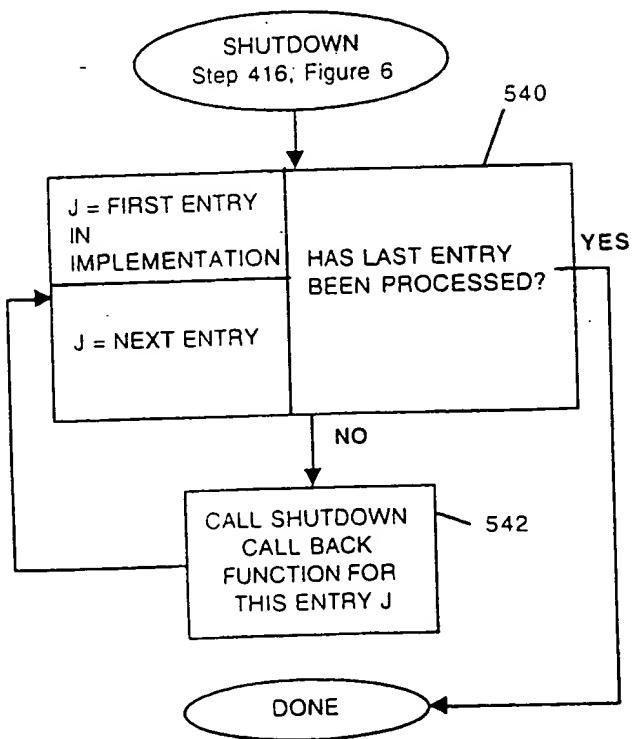 SHUTDOWN
Step 416, Figure 6
540
J = FIRST ENTRY
IN
IMPLEMENTATION
HAS LAST ENTRY
BEEN PROCESSED?
YES
J = NEXT ENTRY
NO
CALL SHUTDOWN
CALL BACK
FUNCTION FOR
THIS ENTRY J
542
DONE